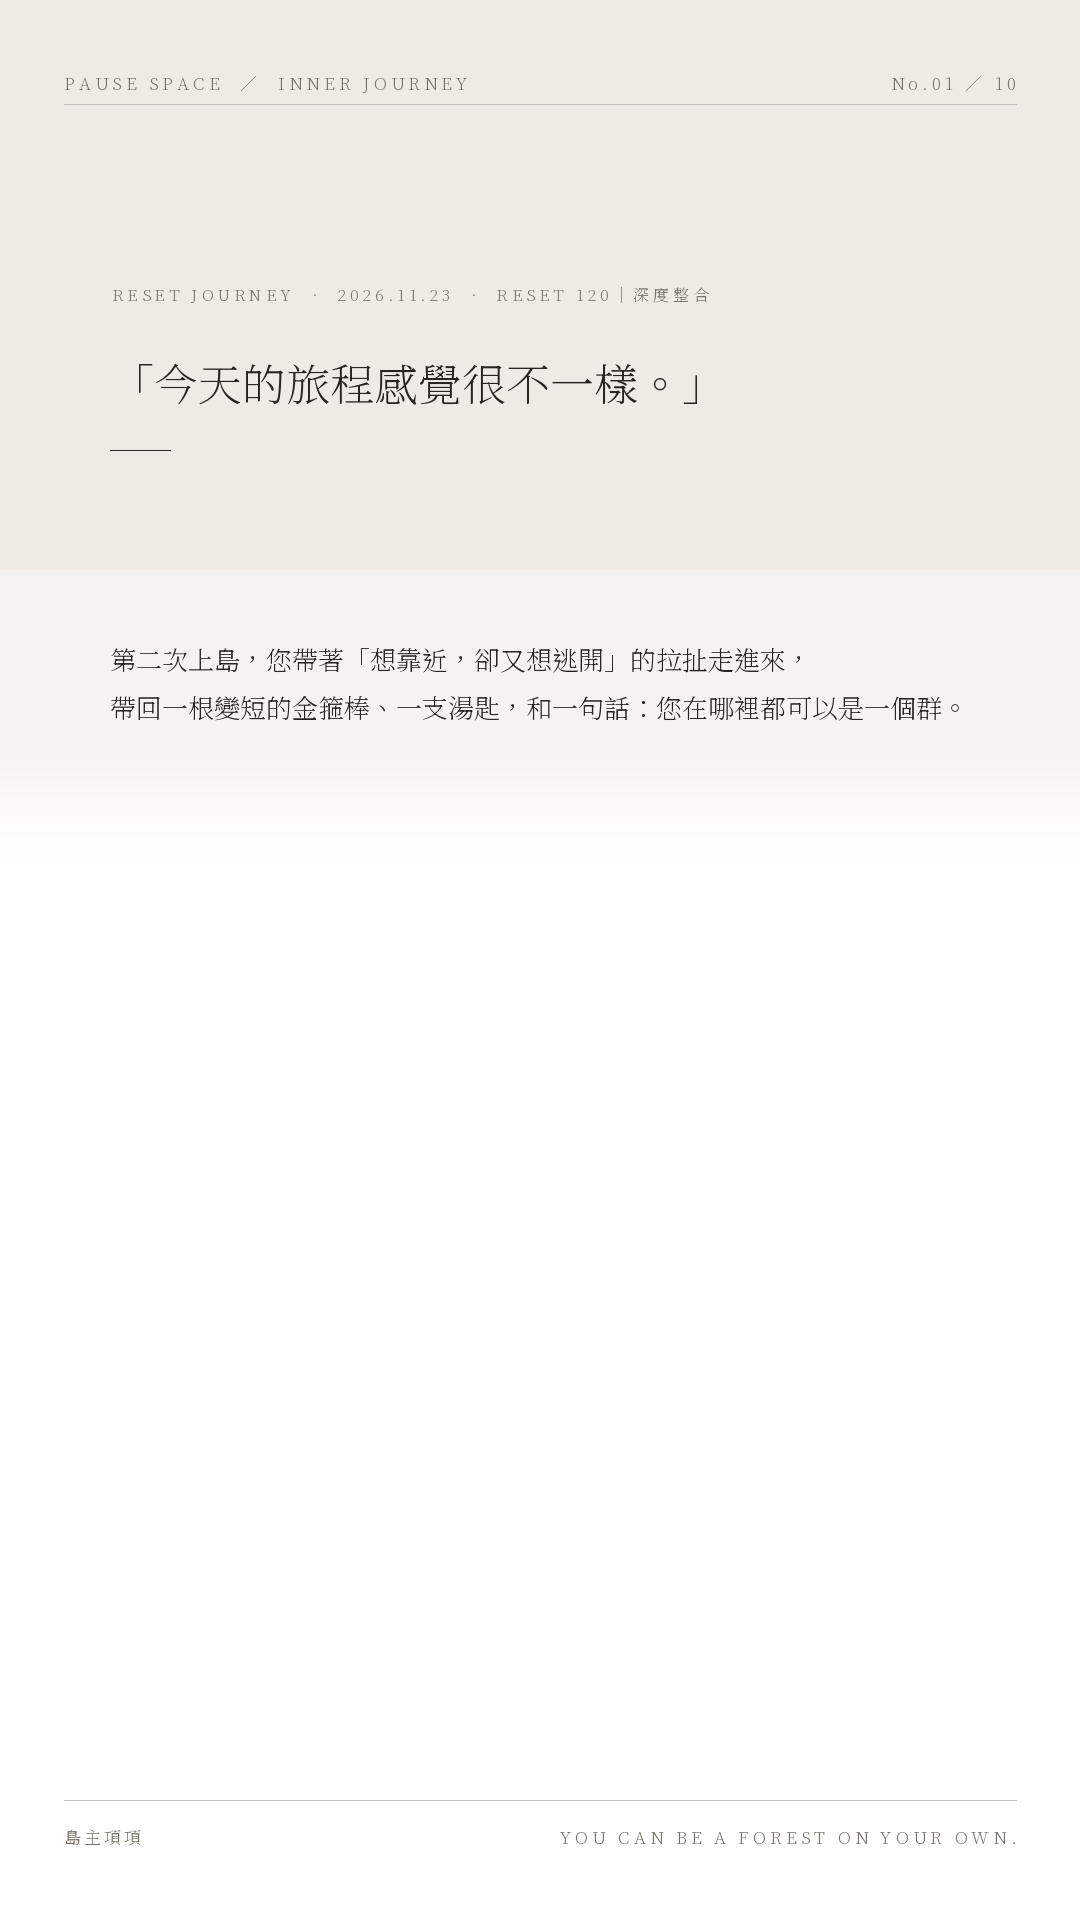 PAUSE SPACE ／ INNER JOURNEY
No.01 ／ 10
RESET JOURNEY · 2026.11.23 · RESET 120｜深度整合
「今天的旅程感覺很不一樣。」
第二次上島，您帶著「想靠近，卻又想逃開」的拉扯走進來，
帶回一根變短的金箍棒、一支湯匙，和一句話：您在哪裡都可以是一個群。
島主項項
YOU CAN BE A FOREST ON YOUR OWN.